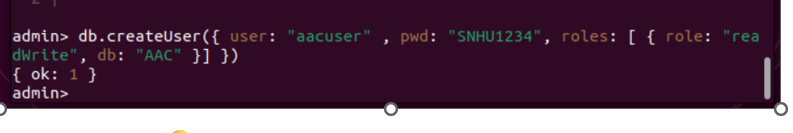 admin> db.createUser({ user: "aacuser" , pwd: "SNHU1234", roles: [ { role: "rea
dWrite", db: "AAC" }] })
{ ok: 1 }
admin>